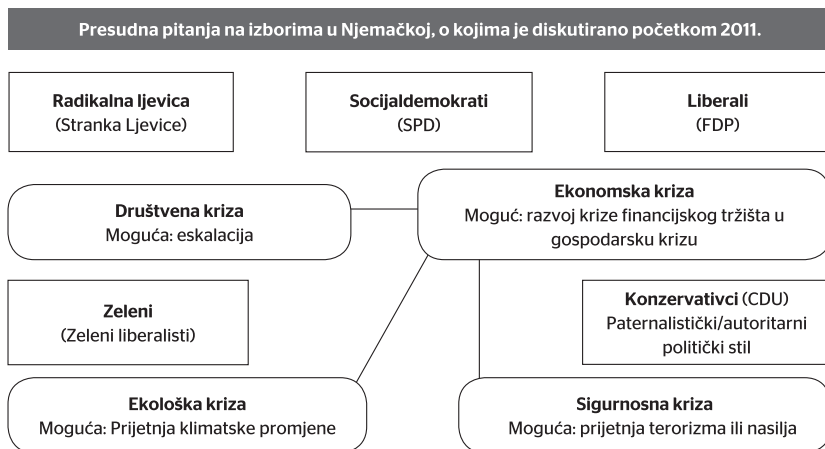 Presudna pitanja na izborima u Njemačkoj, o kojima je diskutirano početkom 2011.
Radikalna ljevica
(Stranka Ljevice)
Socijaldemokrati
(SPD)
Liberali
(FDP)
Društvena kriza
Moguća: eskalacija
Ekonomska kriza
Moguć: razvoj krize financijskog tržišta u
gospodarsku krizu
Zeleni
(Zeleni liberalisti)
Konzervativci (CDU)
Paternalistički/autoritarni
politički stil
Ekološka kriza
Moguća: Prijetnja klimatske promjene
Sigurnosna kriza
Moguća: prijetnja terorizma ili nasilja